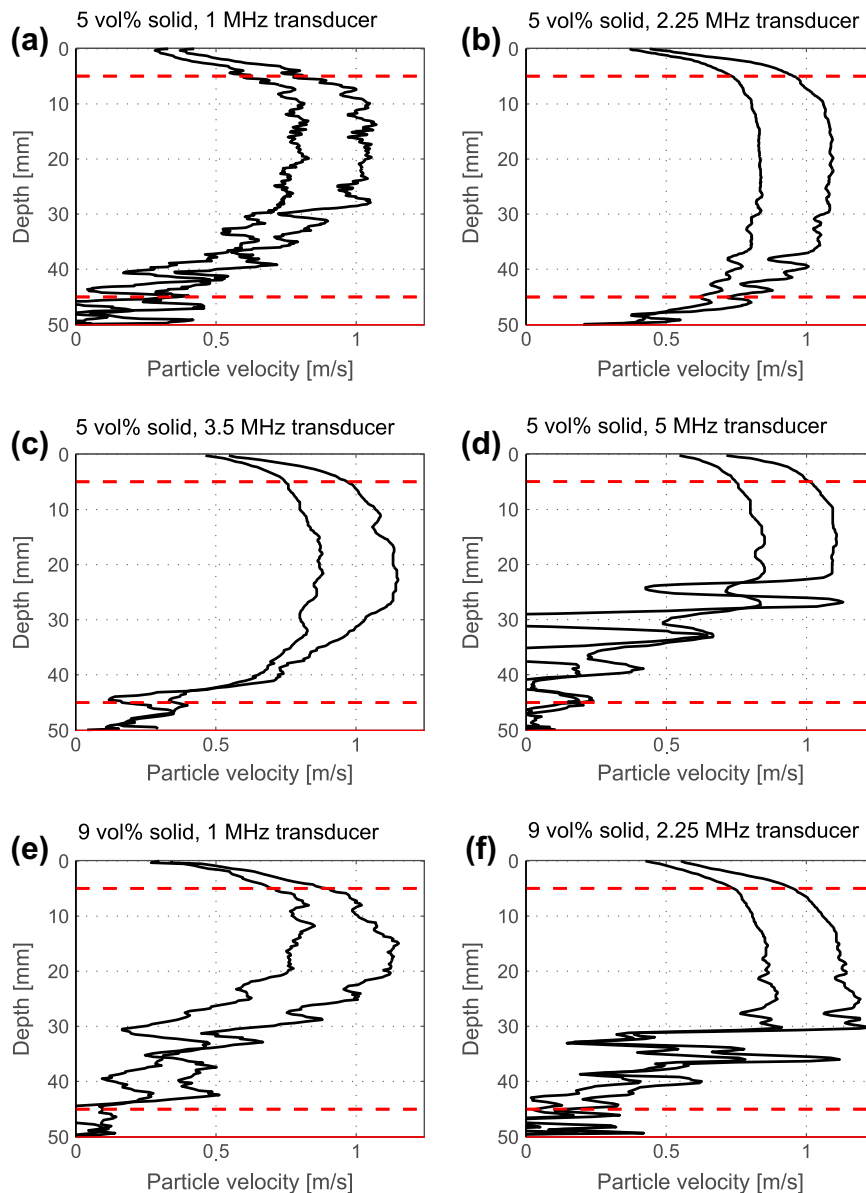 (a) 5 vol% solid, 1 MHz transducer
0
10
20
30
40
50
Depth [mm]
0 0.5 1
Particle velocity [m/s]
(b) 5 vol% solid, 2.25 MHz transducer
0
10
20
30
40
50
Depth [mm]
0 0.5 1
Particle velocity [m/s]
(c) 5 vol% solid, 3.5 MHz transducer
0
10
20
30
40
50
Depth [mm]
0 0.5 1
Particle velocity [m/s]
(d) 5 vol% solid, 5 MHz transducer
0
10
20
30
40
50
Depth [mm]
0 0.5 1
Particle velocity [m/s]
(e) 9 vol% solid, 1 MHz transducer
0
10
20
30
40
50
Depth [mm]
0 0.5 1
Particle velocity [m/s]
(f) 9 vol% solid, 2.25 MHz transducer
0
10
20
30
40
50
Depth [mm]
0 0.5 1
Particle velocity [m/s]